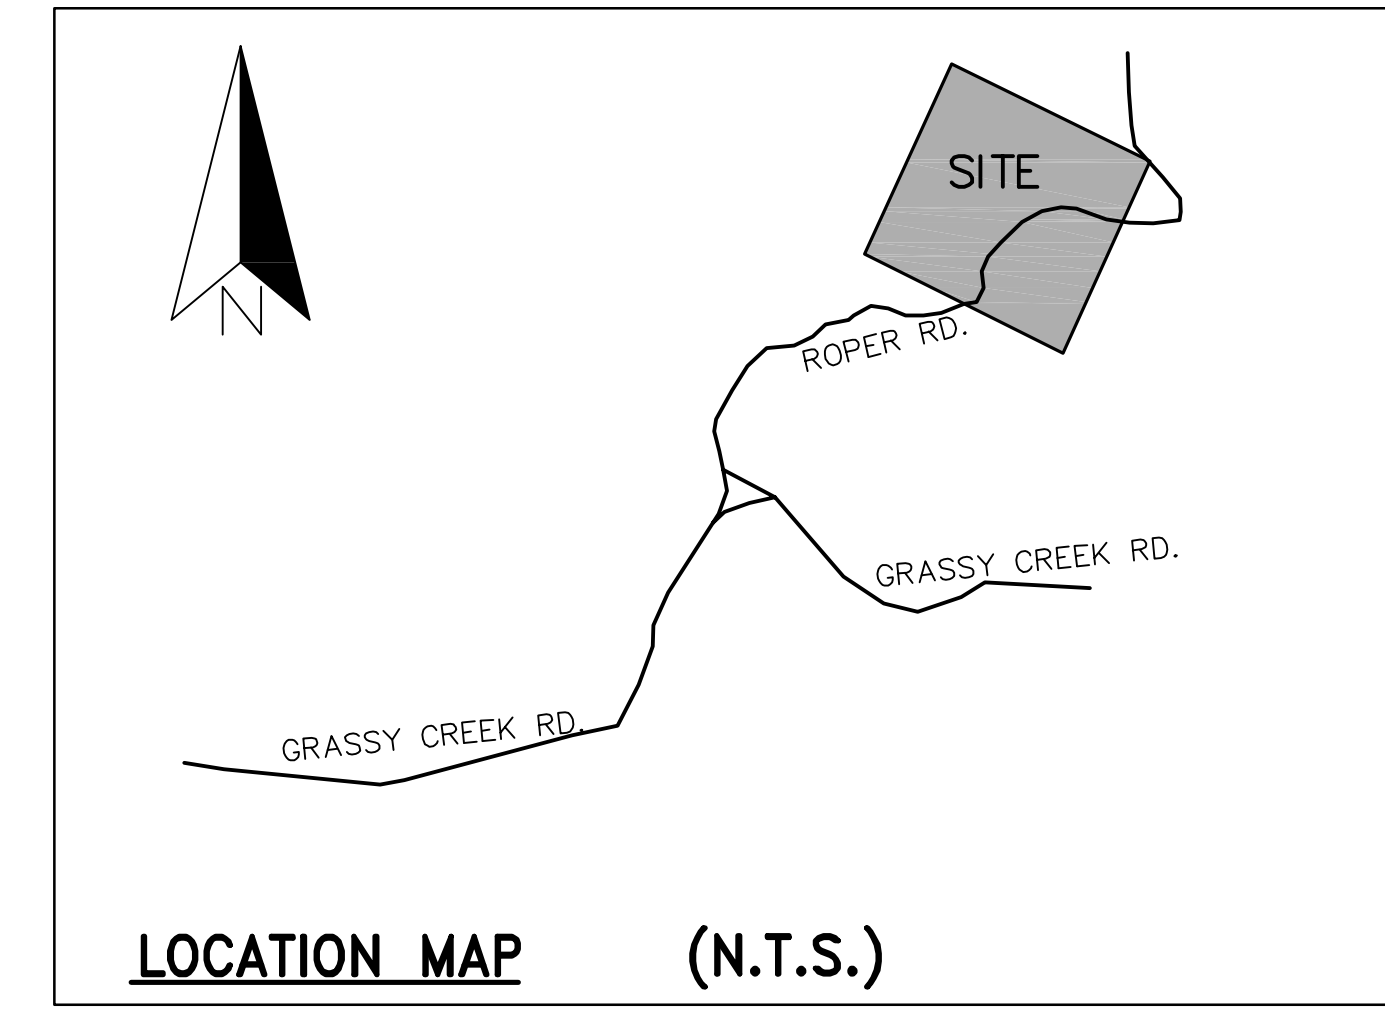 SITE
N
ROPER RD.
GRASSY CREEK RD.
GRASSY CREEK RD.
LOCATION MAP (N.T.S.)